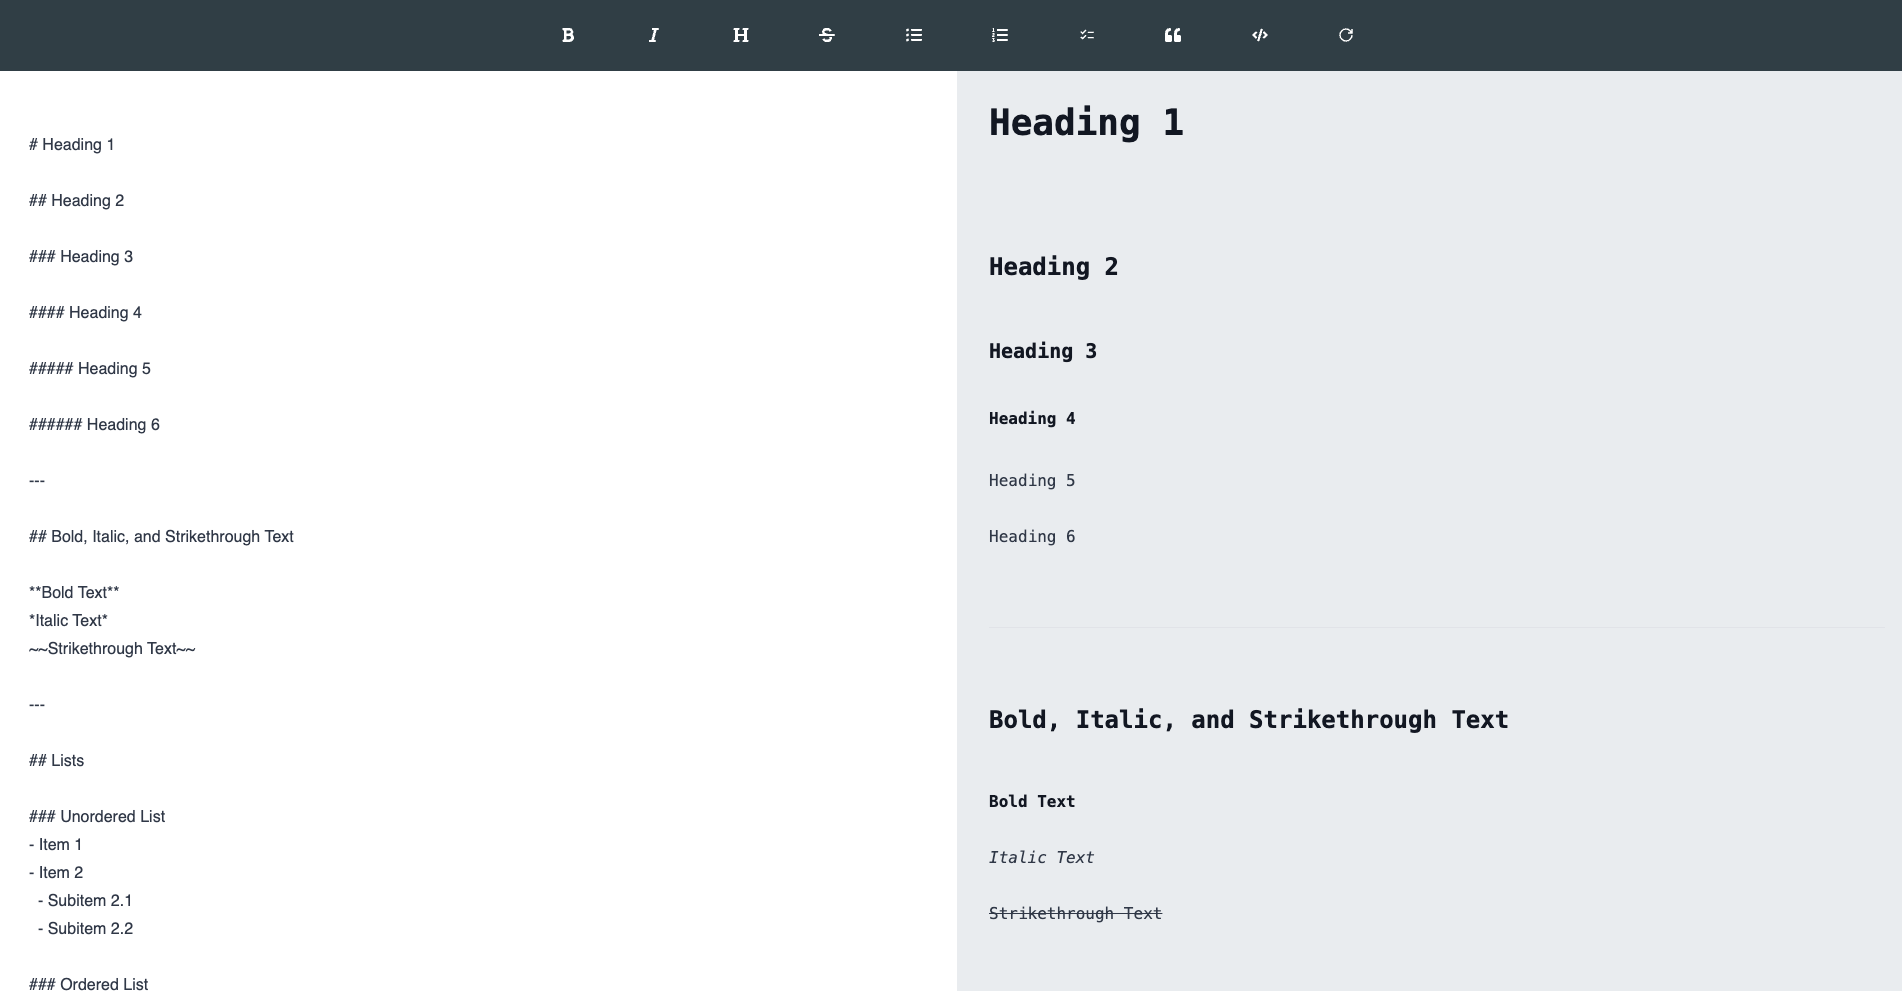 # Heading 1
## Heading 2
### Heading 3
#### Heading 4
##### Heading 5
###### Heading 6
---
## Bold, Italic, and Strikethrough Text
**Bold Text**
*Italic Text*
~~Strikethrough Text~~
---
## Lists
### Unordered List
- Item 1
- Item 2
  - Subitem 2.1
  - Subitem 2.2
### Ordered List
Heading 1
Heading 2
Heading 3
Heading 4
Heading 5
Heading 6
Bold, Italic, and Strikethrough Text
Bold Text
Italic Text
Strikethrough Text